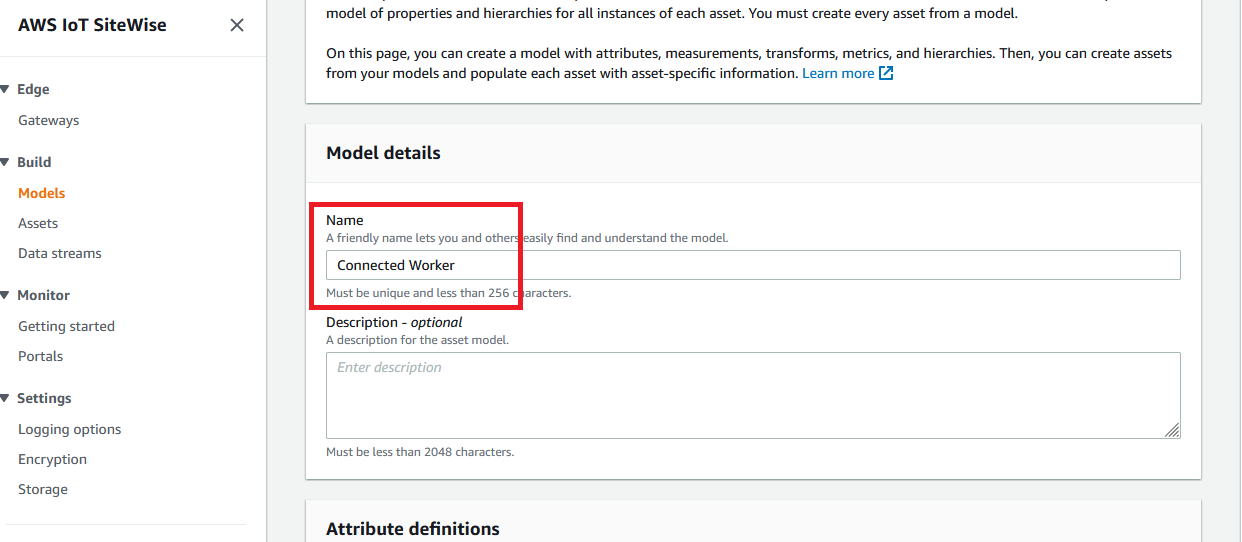 AWS IoT SiteWise
Edge
Gateways
Build
Models
Assets
Data streams
Monitor
Getting started
Portals
Settings
Logging options
Encryption
Storage
model of properties and hierarchies for all instances of each asset. You must create every asset from a model.
On this page, you can create a model with attributes, measurements, transforms, metrics, and hierarchies. Then, you can create assets
from your models and populate each asset with asset-specific information. Learn more
Model details
Name
A friendly name lets you and others easily find and understand the model.
Connected Worker
Must be unique and less than 256 characters.
Description - optional
A description for the asset model.
Enter description
Must be less than 2048 characters.
Attribute definitions